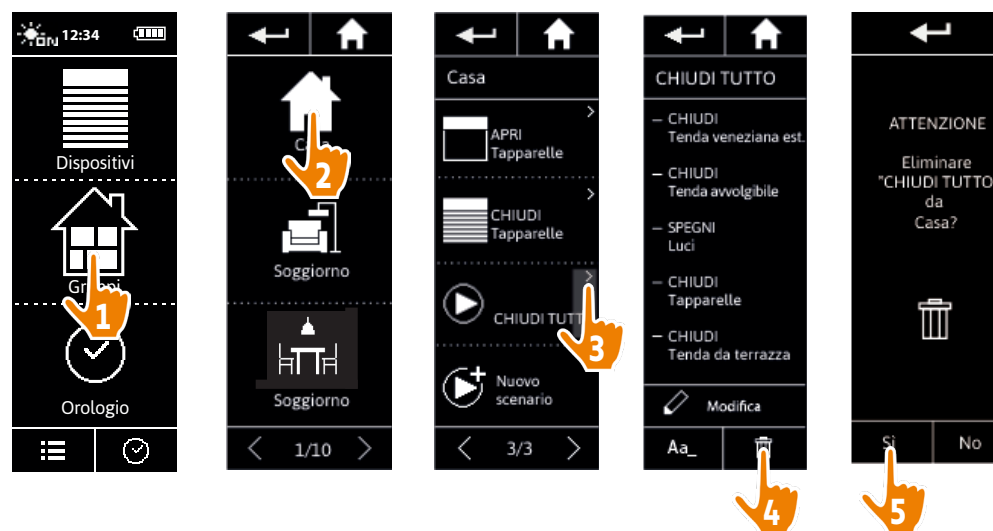 ON 12:34
Dispositivi
Gruppi
1
Orologio
2
Soggiorno
Soggiorno
1/10
Casa
APRI
Tapparelle
CHIUDI
Tapparelle
CHIUDI TUTT
3
Nuovo
scenario
3/3
CHIUDI TUTTO
– CHIUDI
Tenda veneziana est.
– CHIUDI
Tenda avvolgibile
– SPEGNI
Luci
– CHIUDI
Tapparelle
– CHIUDI
Tenda da terrazza
Modifica
Aa_
4
ATTENZIONE
Eliminare
"CHIUDI TUTTO
da
Casa?
Sì
No
5